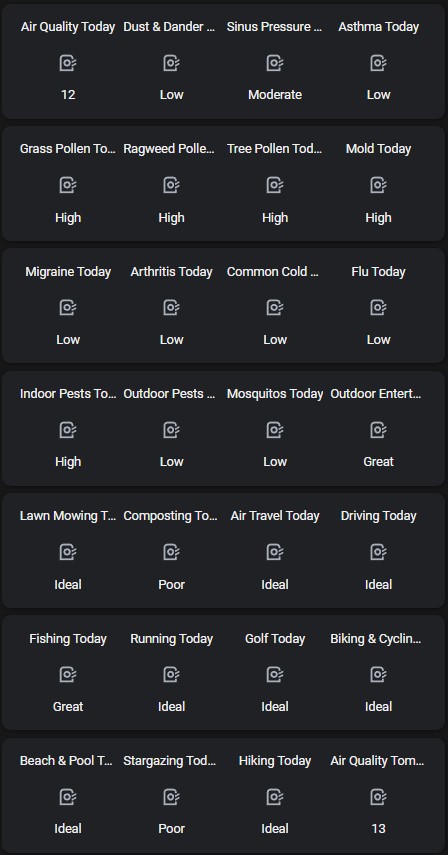 Air Quality Today Dust & Dander ... Sinus Pressure ... Asthma Today
12 Low Moderate Low
Grass Pollen To... Ragweed Polle... Tree Pollen Tod... Mold Today
High High High High
Migraine Today Arthritis Today Common Cold ... Flu Today
Low Low Low Low
Indoor Pests To... Outdoor Pests ... Mosquitos Today Outdoor Entert...
High Low Low Great
Lawn Mowing T... Composting To... Air Travel Today Driving Today
Ideal Poor Ideal Ideal
Fishing Today Running Today Golf Today Biking & Cyclin...
Great Ideal Ideal Ideal
Beach & Pool T... Stargazing Tod... Hiking Today Air Quality Tom...
Ideal Poor Ideal 13